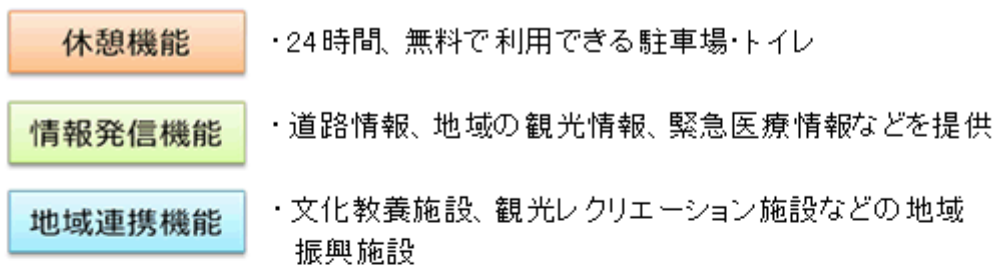 休憩機能
・24時間、無料で利用できる駐車場・トイレ
情報発信機能
・道路情報、地域の観光情報、緊急医療情報などを提供
地域連携機能
・文化教養施設、観光レクリエーション施設などの地域
振興施設